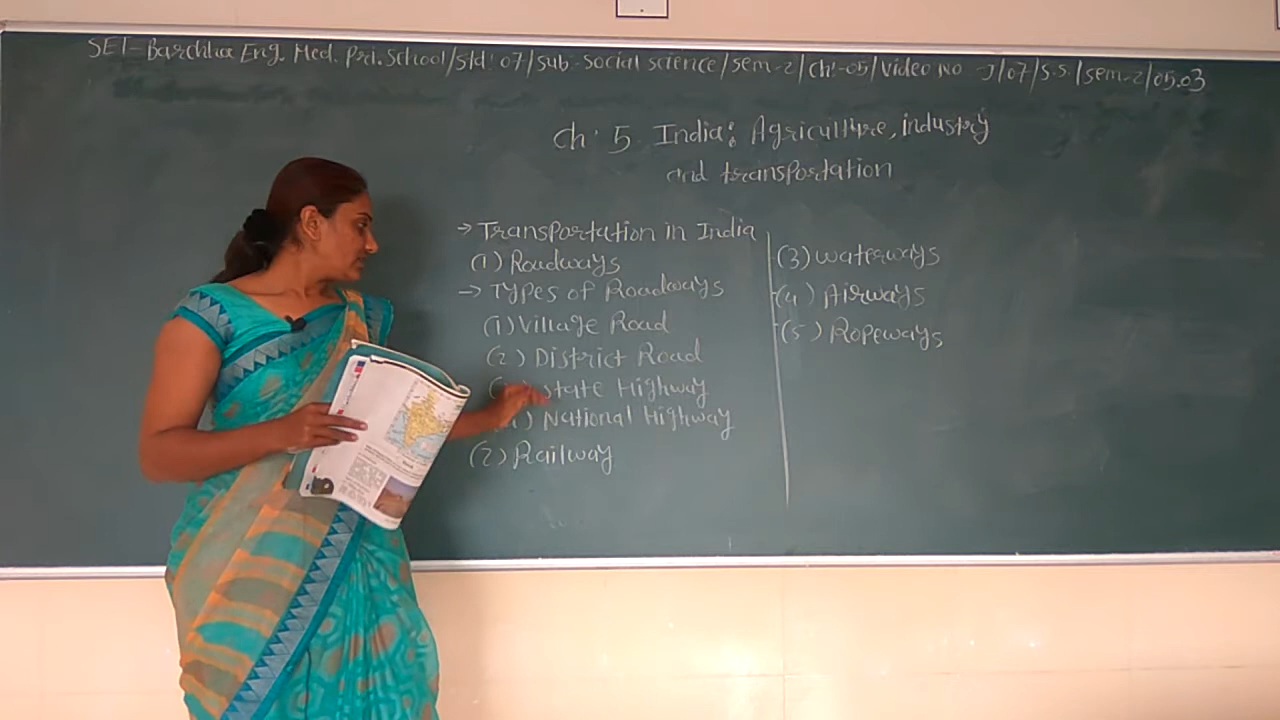 SET-Bardhaa Eng. Med. Pri. School/Std: 07/Sub-Social science/Sem-2/Ch:-05/Video No -J/07/S.S./Sem-2/05.03
Ch: 5 India: Agriculture, industry
and transportation
→ Transportation in India
(1) Roadways
→ Types of Roadways
(1) Village Road
(2) District Road
State Highway
) National Highway
(2) Railway
(3) waterways
(4) Airways
(5) Ropeways